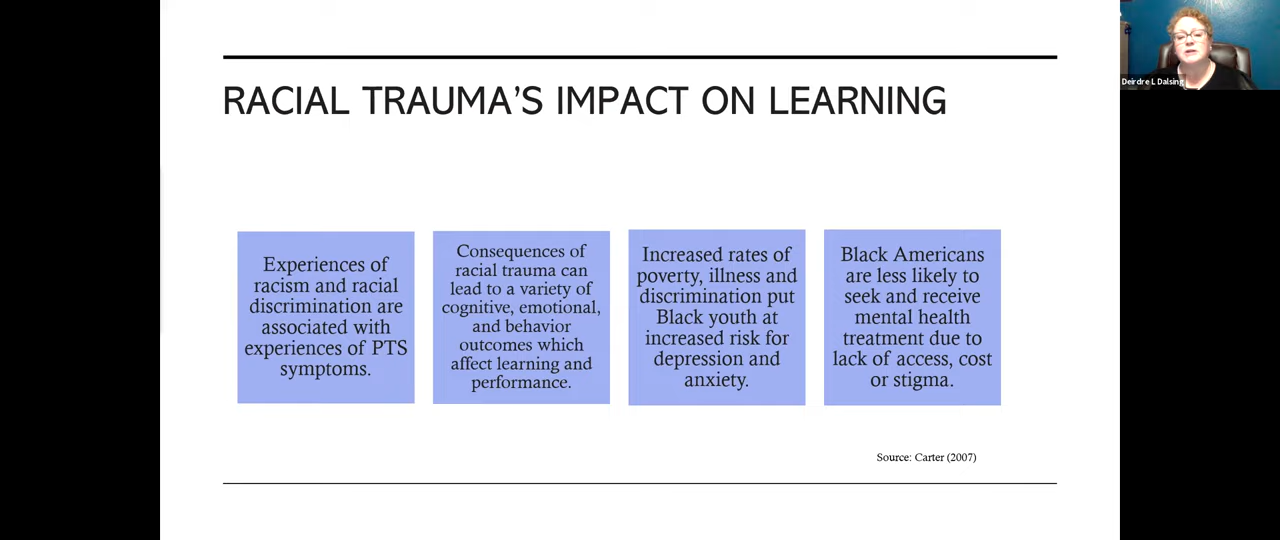 RACIAL TRAUMA'S IMPACT ON LEARNING
Experiences of
racism and racial
discrimination are
associated with
experiences of PTS
symptoms.
Consequences of
racial trauma can
lead to a variety of
cognitive, emotional,
and behavior
outcomes which
affect learning and
performance.
Increased rates of
poverty, illness and
discrimination put
Black youth at
increased risk for
depression and
anxiety.
Black Americans
are less likely to
seek and receive
mental health
treatment due to
lack of access, cost
or stigma.
Source: Carter (2007)
Deirdre L Dalsing